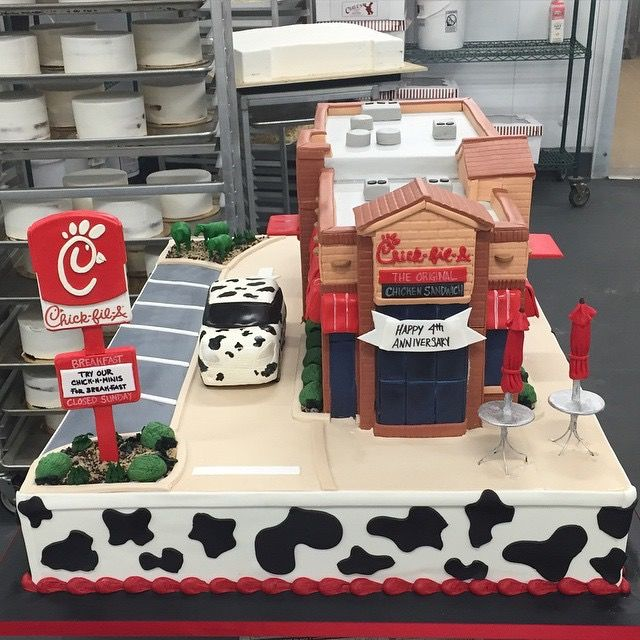 Chick-fil-A
THE ORIGINAL
CHICKEN SANDWICH
HAPPY 4th
ANNIVERSARY
Chick-fil-A
BREAKFAST
TRY OUR
CHICK-N-MINIS
FOR BREAKFAST
CLOSED SUNDAY